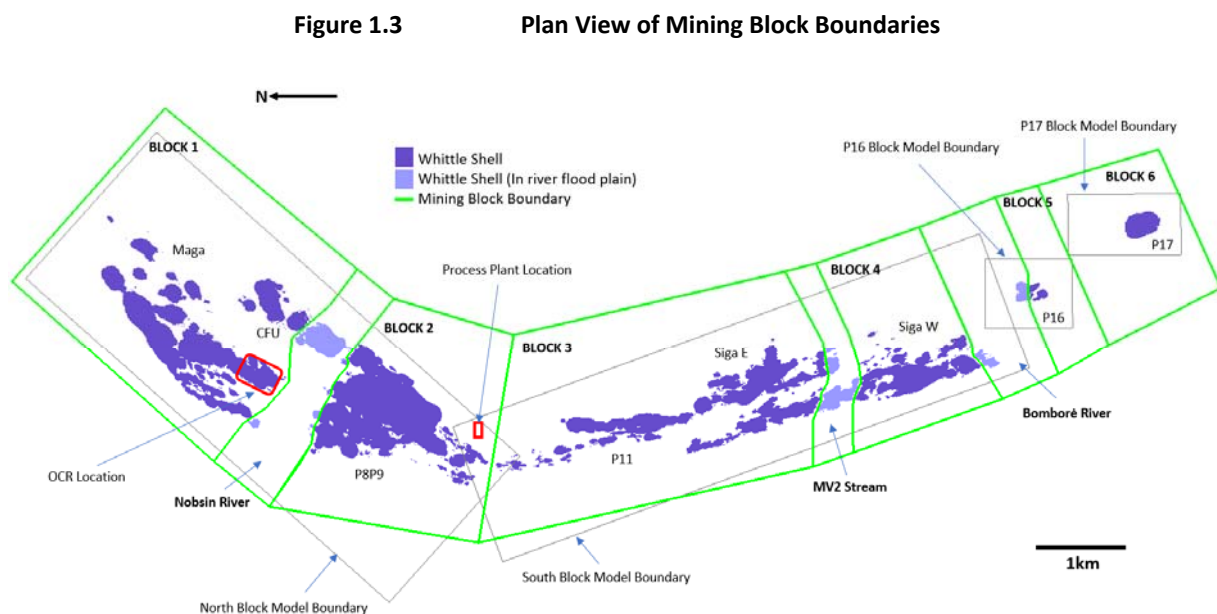 Figure 1.3 Plan View of Mining Block Boundaries
N
BLOCK 1
Whittle Shell
Whittle Shell (In river flood plain)
Mining Block Boundary
P17 Block Model Boundary
P16 Block Model Boundary
BLOCK 6
BLOCK 5
Maga
P17
Process Plant Location
BLOCK 4
CFU
BLOCK 2
P16
BLOCK 3
Siga E
Siga W
Bomboré River
OCR Location
P8P9
P11
Nobsin River
MV2 Stream
South Block Model Boundary
1km
North Block Model Boundary